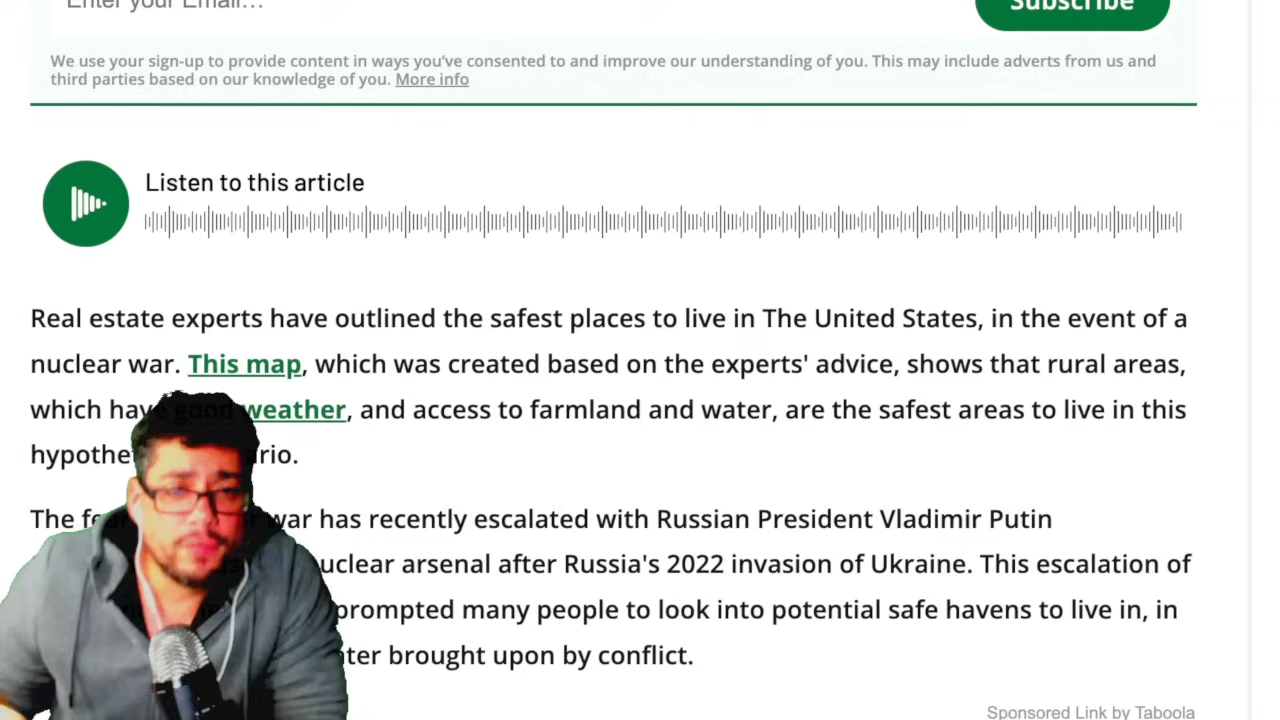 Enter your Email...
Subscribe
We use your sign-up to provide content in ways you've consented to and improve our understanding of you. This may include adverts from us and
third parties based on our knowledge of you. More info
Listen to this article
Real estate experts have outlined the safest places to live in The United States, in the event of a
nuclear war. This map, which was created based on the experts' advice, shows that rural areas,
which have good weather, and access to farmland and water, are the safest areas to live in this
The war has recently escalated with Russian President Vladimir Putin
nuclear arsenal after Russia's 2022 invasion of Ukraine. This escalation of
prompted many people to look into potential safe havens to live in, in
brought upon by conflict.
Sponsored Link by Taboola